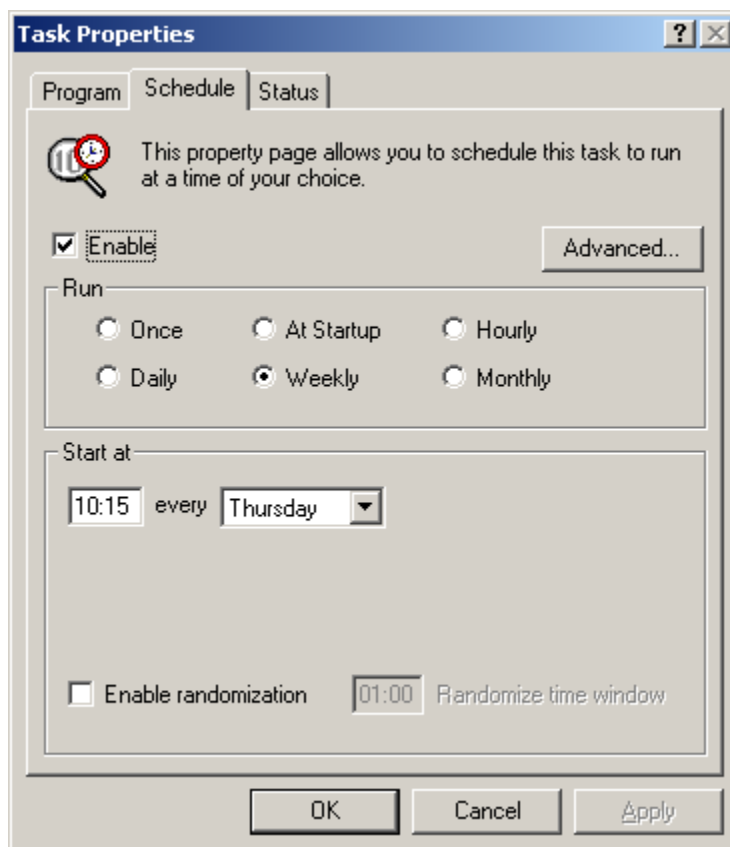 Task Properties
Program Schedule Status
This property page allows you to schedule this task to run
at a time of your choice.
Enable
Advanced...
Run
Once At Startup Hourly
Daily Weekly Monthly
Start at
10:15 every Thursday
Enable randomization 01:00 Randomize time window
OK Cancel Apply